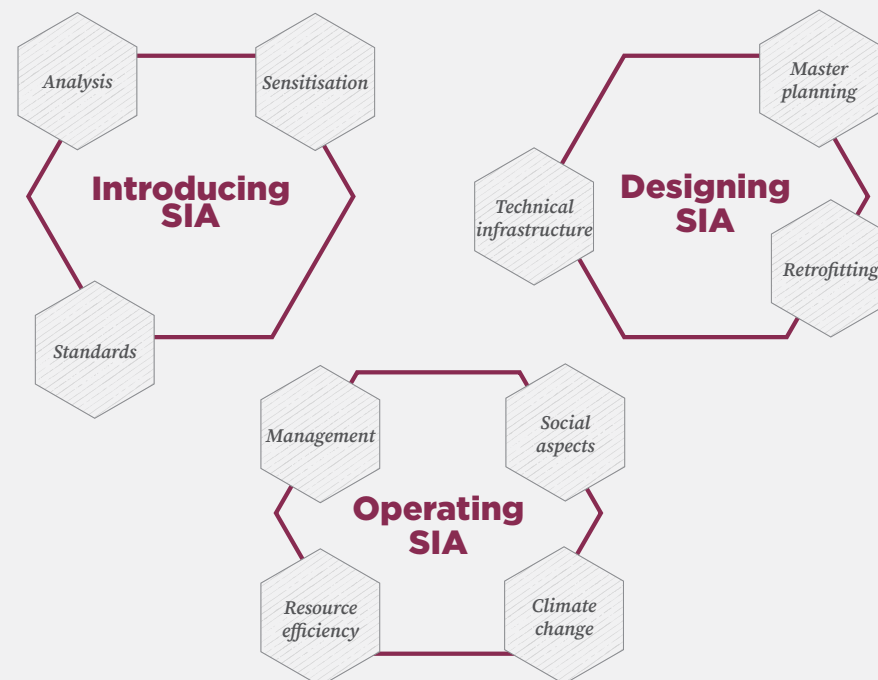 Analysis
Sensitisation
Introducing
SIA
Standards
Master
planning
Designing
SIA
Technical
infrastructure
Retrofitting
Management
Social
aspects
Operating
SIA
Resource
efficiency
Climate
change